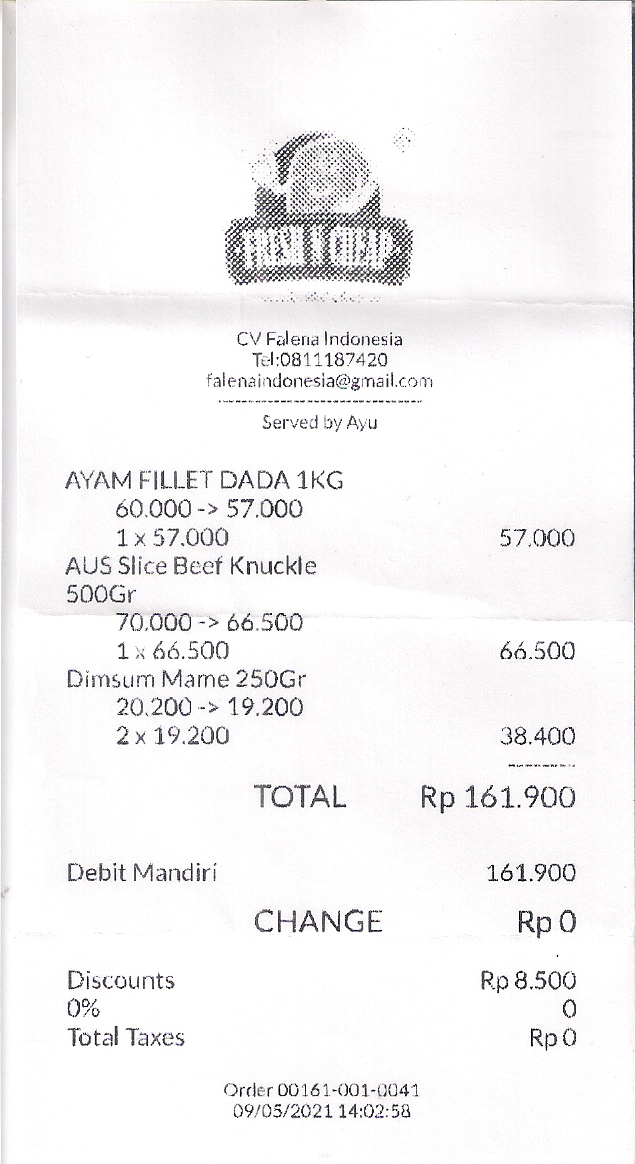 FRESH N CHEAP
CV Falena Indonesia
Tel:0811187420
falenaindonesia@gmail.com
--------------------------------
Served by Ayu
AYAM FILLET DADA 1KG
60.000 -> 57.000
1 x 57.000 57.000
AUS Slice Beef Knuckle
500Gr
70.000 -> 66.500
1 x 66.500 66.500
Dimsum Mame 250Gr
20.200 -> 19.200
2 x 19.200 38.400
----------
TOTAL Rp 161.900
Debit Mandiri 161.900
CHANGE Rp 0
Discounts Rp 8.500
0% 0
Total Taxes Rp 0
Order 00161-001-0041
09/05/2021 14:02:58